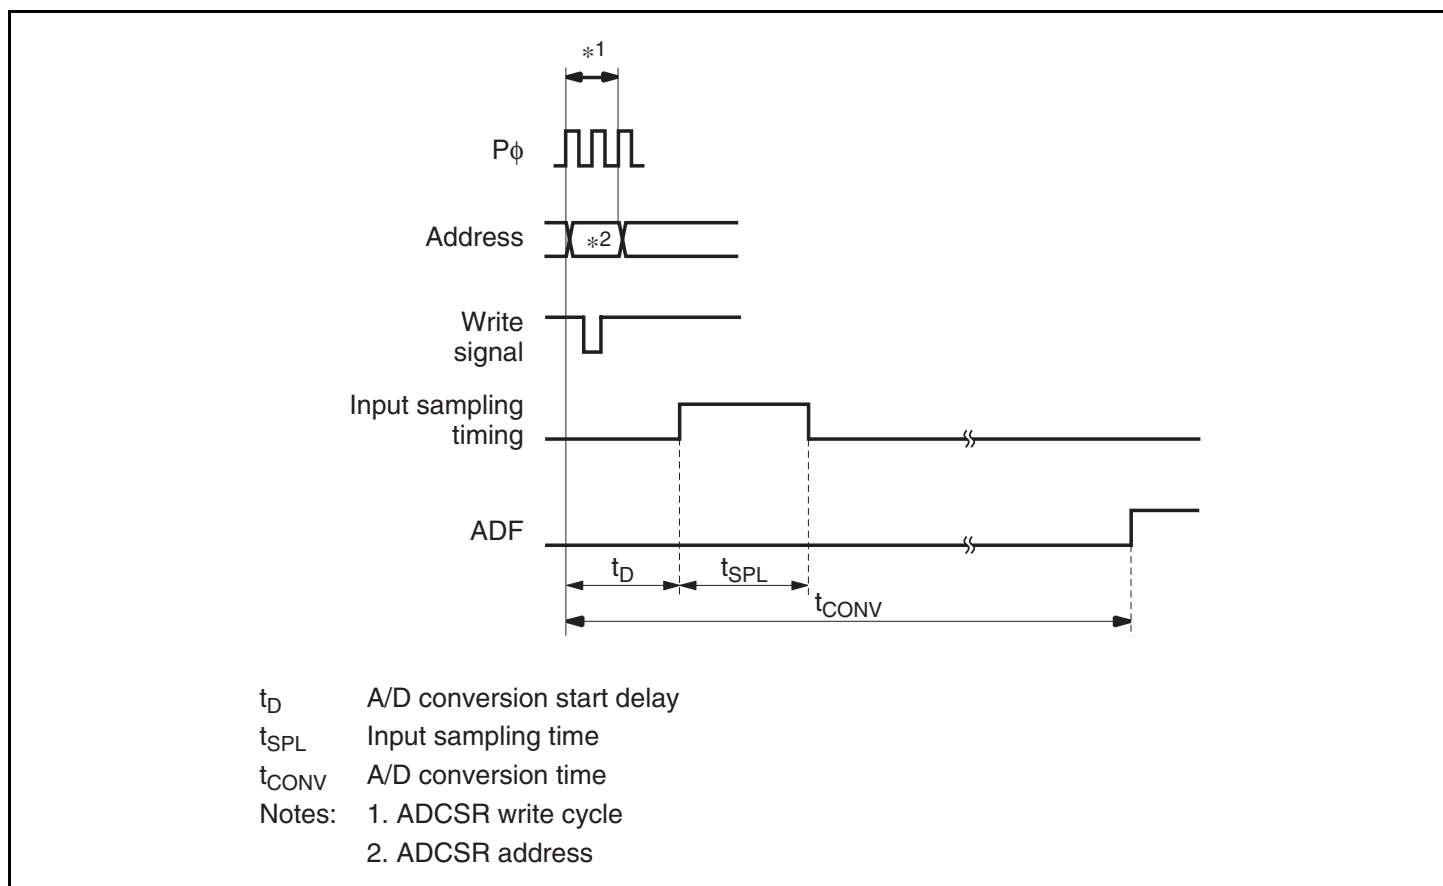 *1
Pϕ
Address
*2
Write
signal
Input sampling
timing
ADF
tD
tSPL
tCONV
tD A/D conversion start delay
tSPL Input sampling time
tCONV A/D conversion time
Notes: 1. ADCSR write cycle
2. ADCSR address